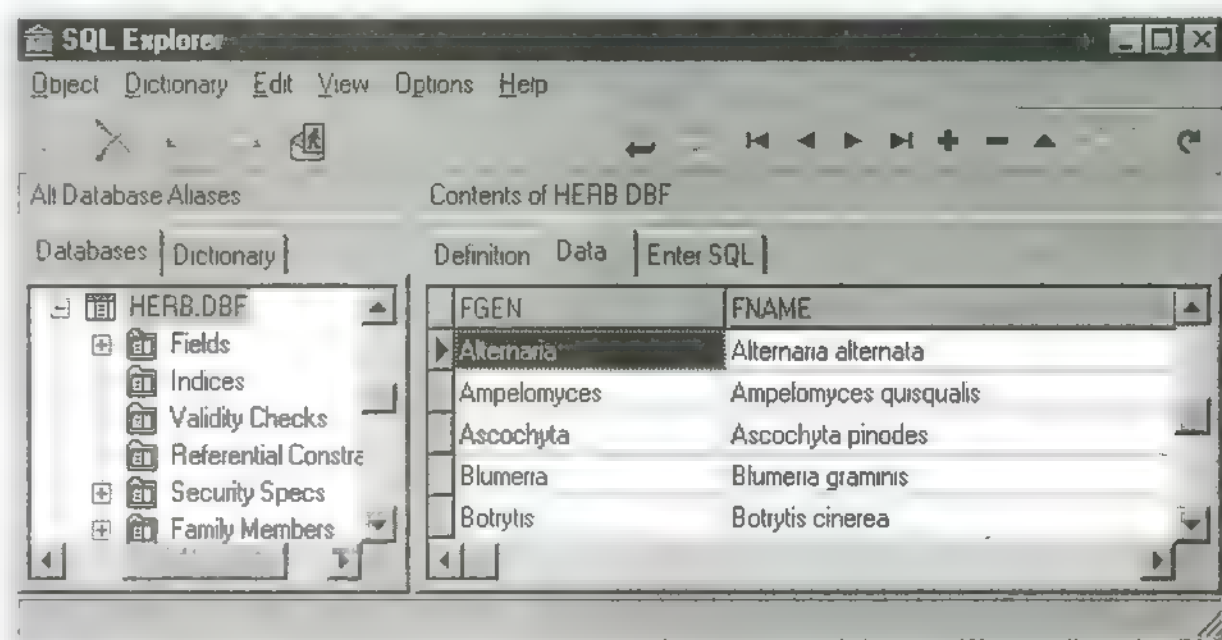 SQL Explorer
Object Dictionary Edit View Options Help
All Database Aliases
Contents of HERB DBF
Databases Dictionary
Definition Data Enter SQL
HERB.DBF
Fields
Indices
Validity Checks
Referential Constra
Security Specs
Family Members
FGEN FNAME
Alternaria Alternaria alternata
Ampelomyces Ampelomyces quisqualis
Ascochyta Ascochyta pinodes
Blumeria Blumeria graminis
Botrytis Botrytis cinerea